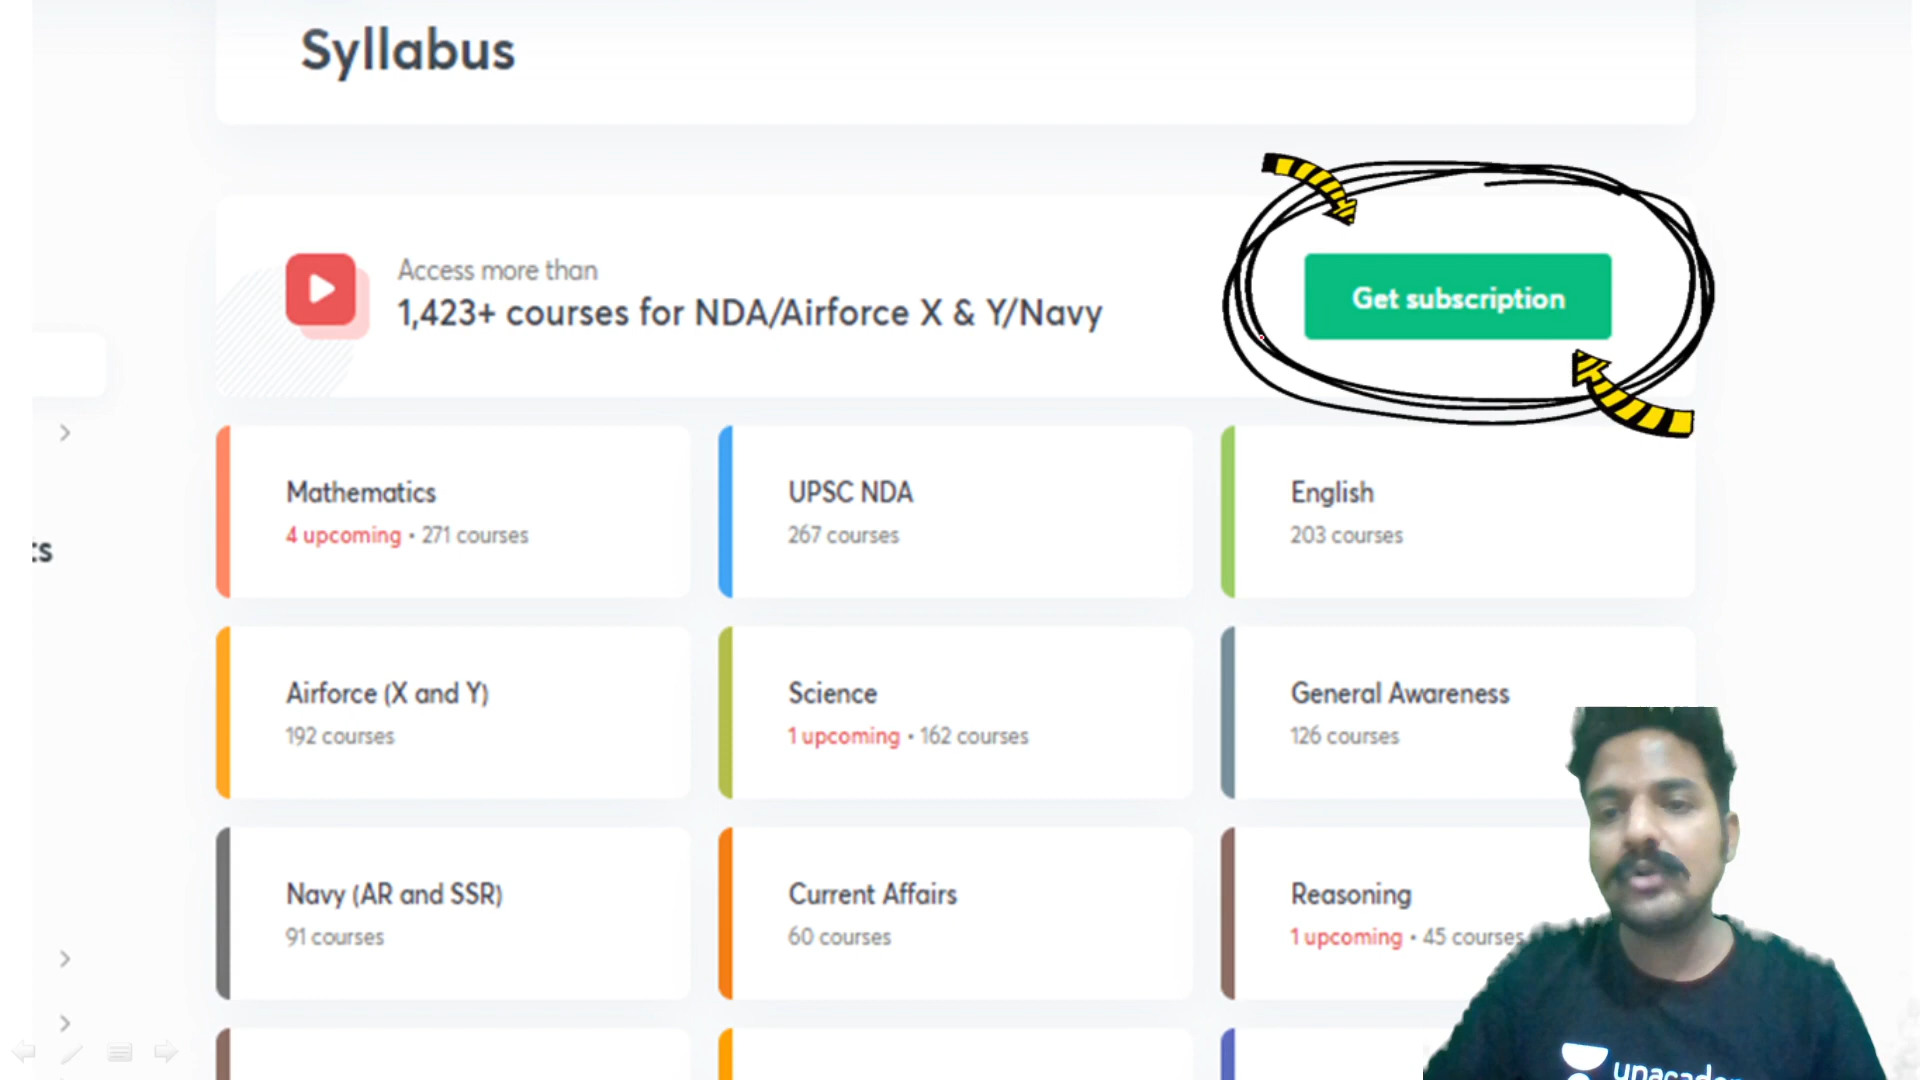 Syllabus
Access more than
1,423+ courses for NDA/Airforce X & Y/Navy
Get subscription
Mathematics
4 upcoming • 271 courses
UPSC NDA
267 courses
English
203 courses
ts
Airforce (X and Y)
192 courses
Science
1 upcoming • 162 courses
General Awareness
126 courses
Navy (AR and SSR)
91 courses
Current Affairs
60 courses
Reasoning
1 upcoming • 45 courses